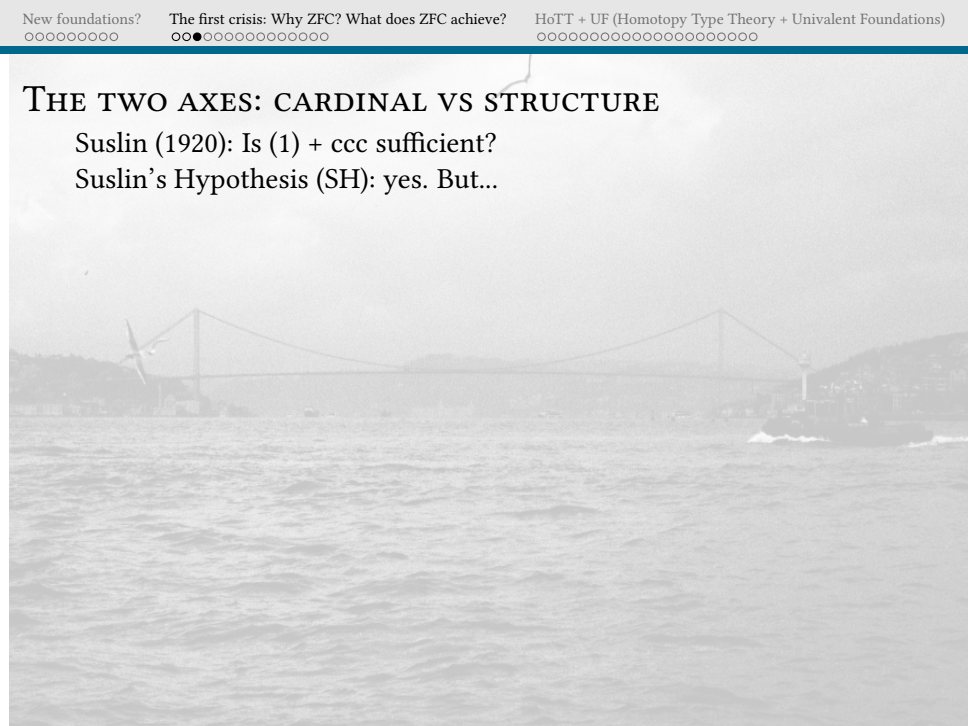 New foundations?
The first crisis: Why ZFC? What does ZFC achieve?
HoTT + UF (Homotopy Type Theory + Univalent Foundations)
The two axes: cardinal vs structure
Suslin (1920): Is (1) + ccc sufficient?
Suslin’s Hypothesis (SH): yes. But...